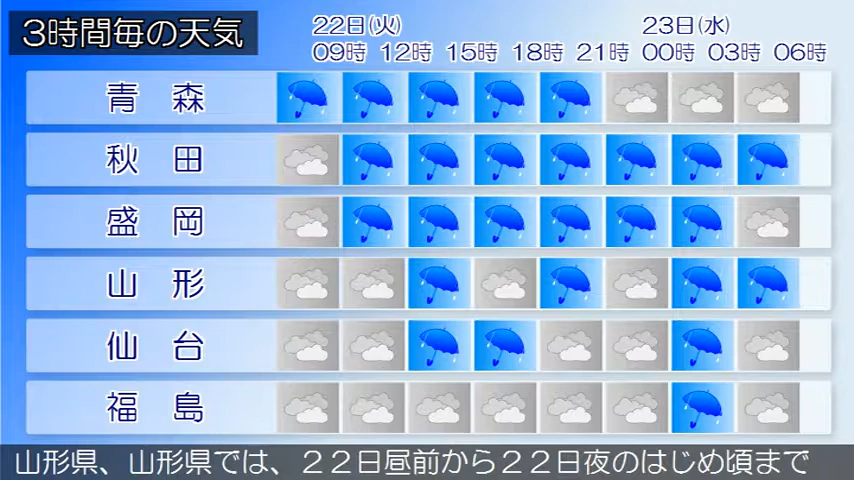 3時間毎の天気
22日(火) 23日(水)
09時 12時 15時 18時 21時 00時 03時 06時
青森
秋田
盛岡
山形
仙台
福島
山形県、山形県では、２２日昼前から２２日夜のはじめ頃まで